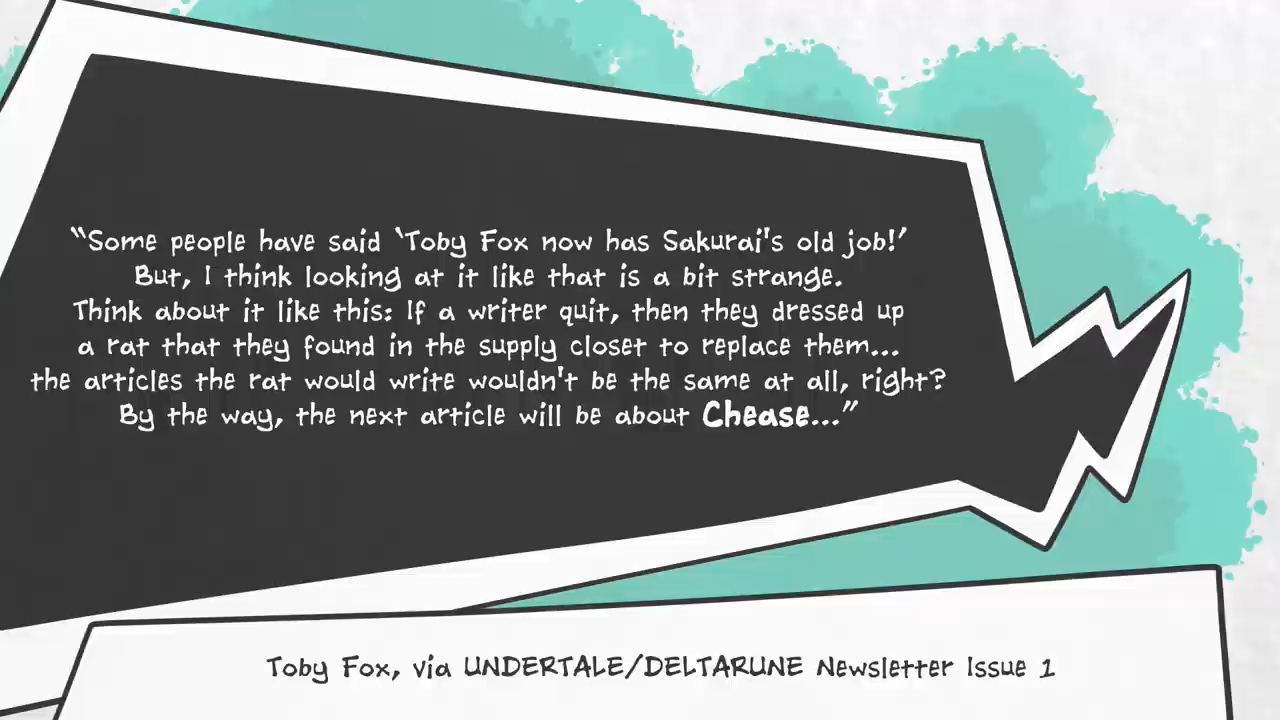 “Some people have said ‘Toby Fox now has Sakurai's old job!’
But, I think looking at it like that is a bit strange.
Think about it like this: If a writer quit, then they dressed up
a rat that they found in the supply closet to replace them...
the articles the rat would write wouldn't be the same at all, right?
By the way, the next article will be about Chease...”
Toby Fox, via UNDERTALE/DELTARUNE Newsletter Issue 1